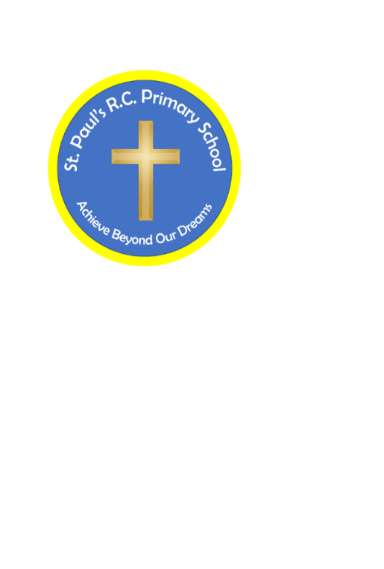 St. Paul's R.C. Primary School
Achieve Beyond Our Dreams